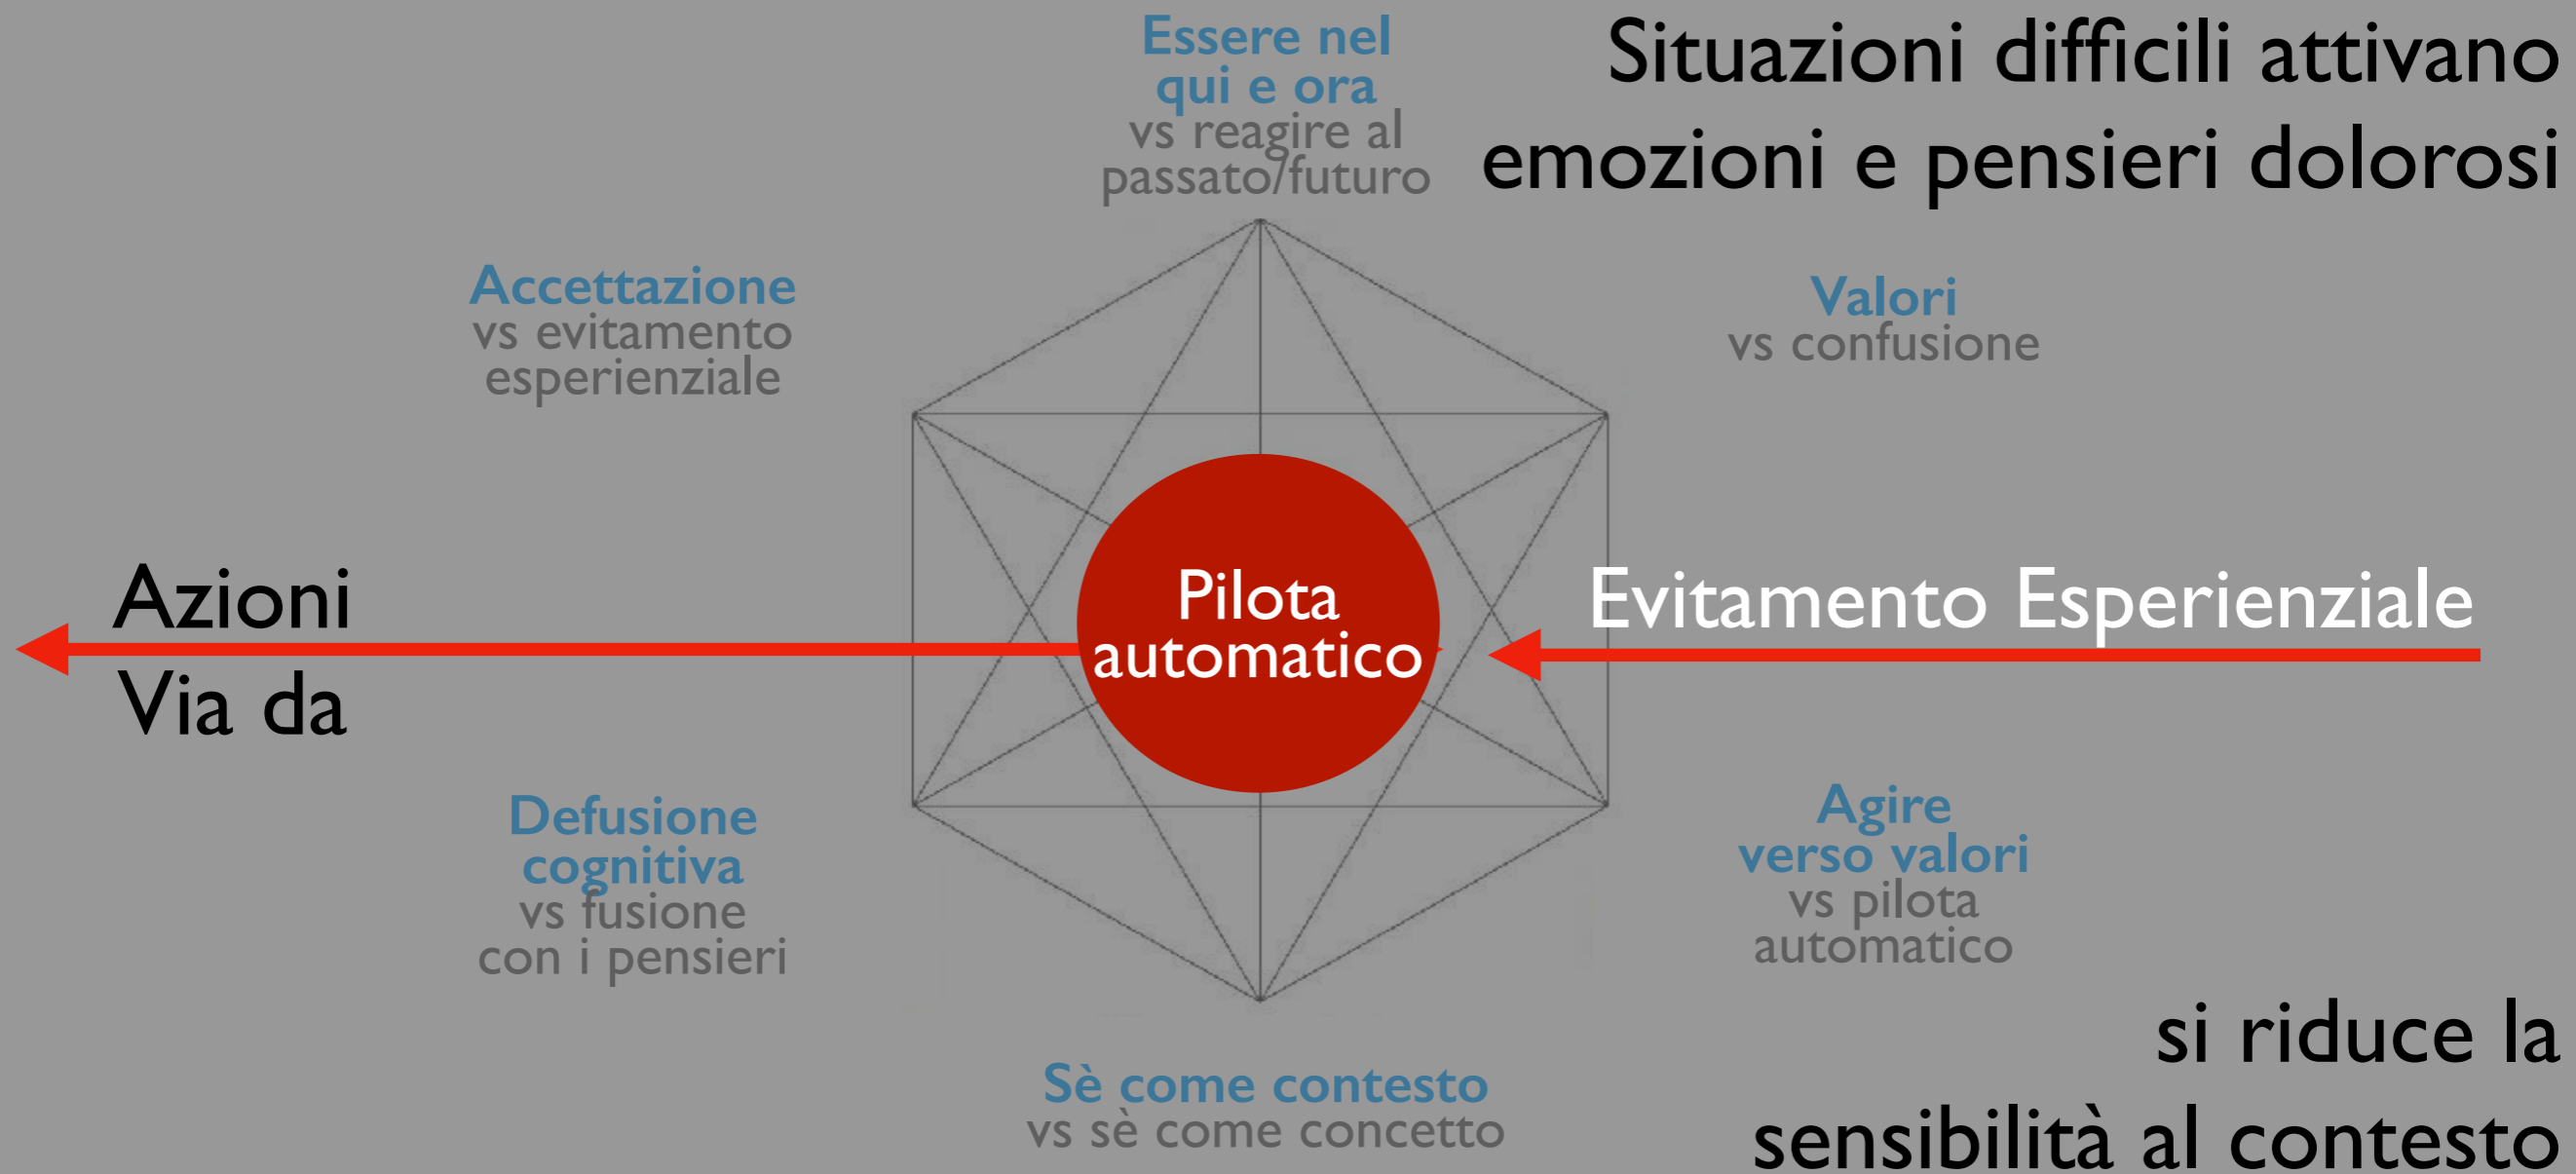 Essere nel
qui e ora
vs reagire al
passato/futuro
Situazioni difficili attivano
emozioni e pensieri dolorosi
Accettazione
vs evitamento
esperienziale
Valori
vs confusione
Azioni
Via da
Pilota
automatico
Evitamento Esperienziale
Defusione
cognitiva
vs fusione
con i pensieri
Agire
verso valori
vs pilota
automatico
Sè come contesto
vs sè come concetto
si riduce la
sensibilità al contesto